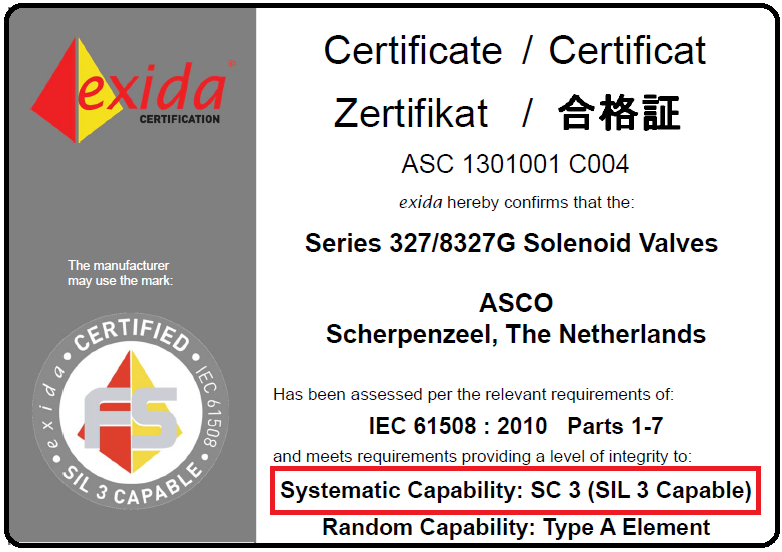 exida®
CERTIFICATION
The manufacturer
may use the mark:
CERTIFIED
exida
IEC 61508
FS
SIL 3 CAPABLE
Certificate / Certificat
Zertifikat / 合格証
ASC 1301001 C004
exida hereby confirms that the:
Series 327/8327G Solenoid Valves
ASCO
Scherpenzeel, The Netherlands
Has been assessed per the relevant requirements of:
IEC 61508 : 2010 Parts 1-7
and meets requirements providing a level of integrity to:
Systematic Capability: SC 3 (SIL 3 Capable)
Random Capability: Type A Element